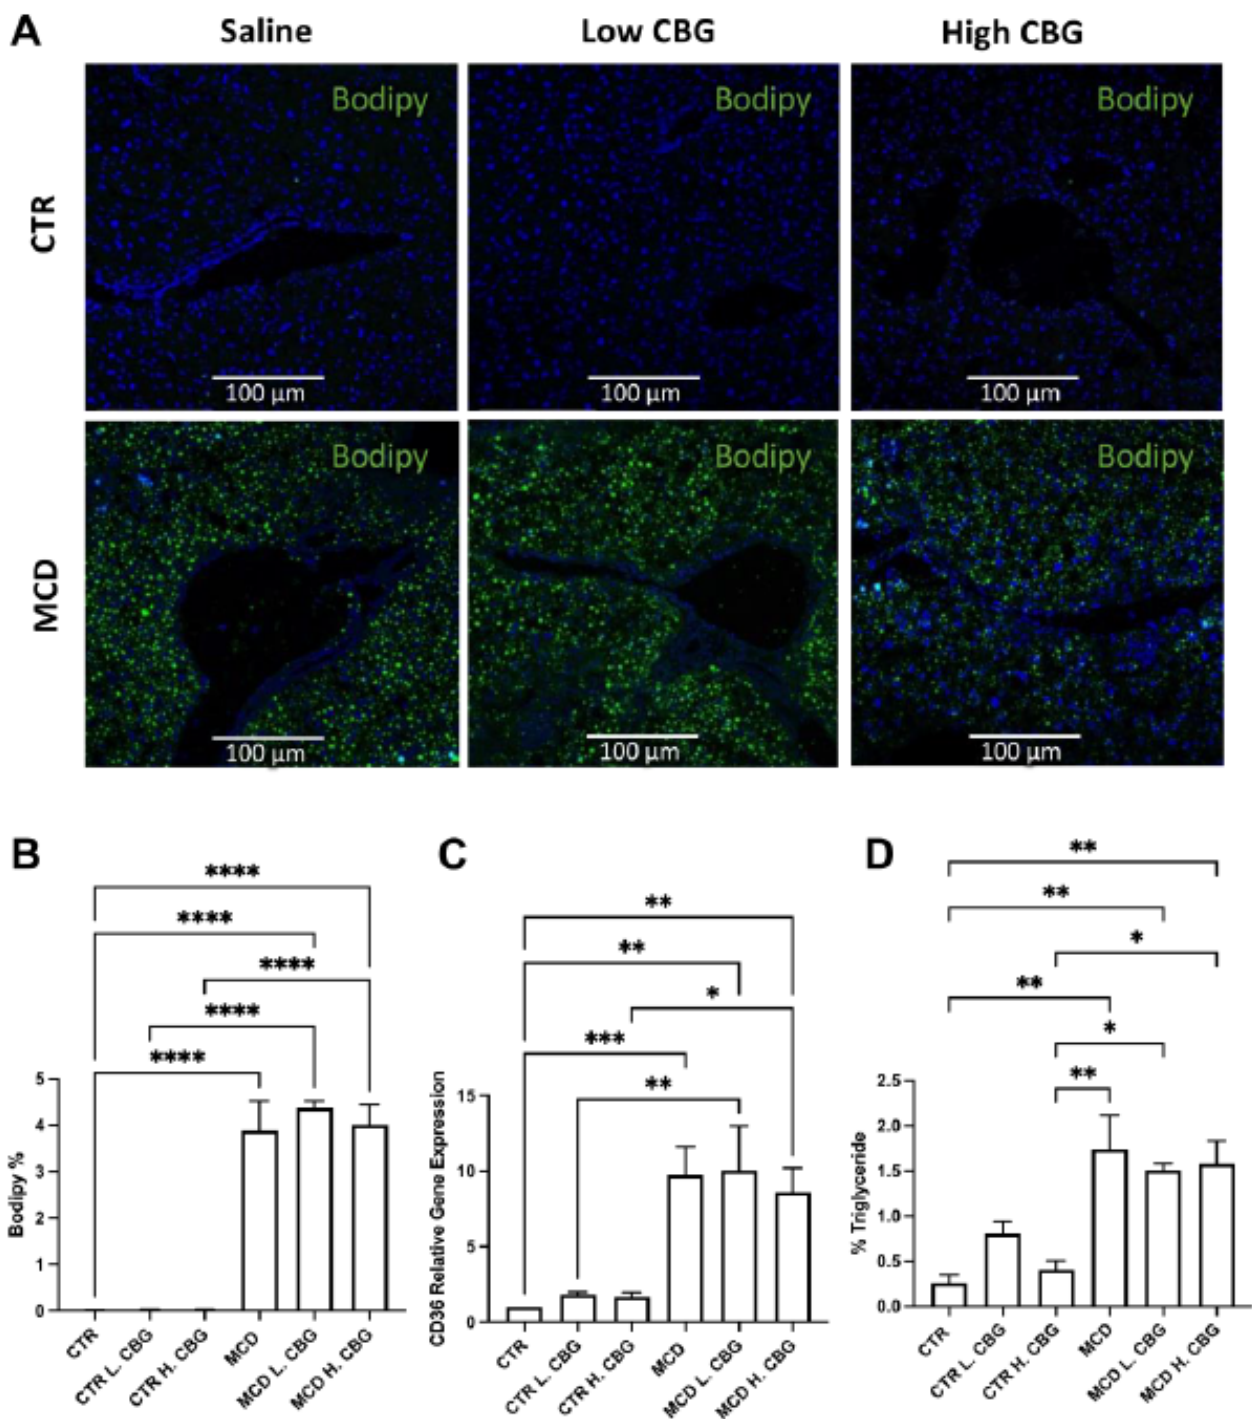 A
Saline
Low CBG
High CBG
CTR
Bodipy
Bodipy
Bodipy
100 µm
100 µm
100 µm
MCD
Bodipy
Bodipy
Bodipy
100 µm
100 µm
100 µm
B
****
****
****
****
****
Bodipy %
5
4
3
2
1
0
CTR
CTR L. CBG
CTR H. CBG
MCD
MCD L. CBG
MCD H. CBG
C
**
**
*
***
**
CD36 Relative Gene Expression
15
10
5
0
CTR
CTR L. CBG
CTR H. CBG
MCD
MCD L. CBG
MCD H. CBG
D
**
**
*
**
*
**
% Triglyceride
2.5
2.0
1.5
1.0
0.5
0.0
CTR
CTR L. CBG
CTR H. CBG
MCD
MCD L. CBG
MCD H. CBG